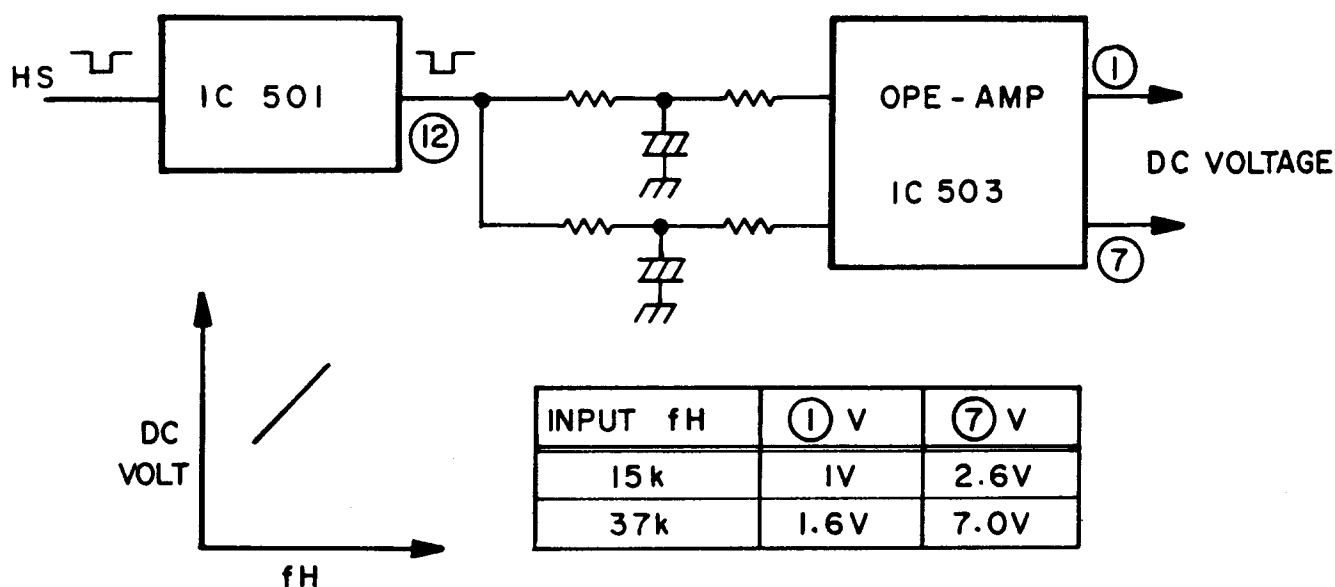 HS
IC 501
⑫
OPE-AMP
IC 503
①
DC VOLTAGE
⑦
DC
VOLT
fH
INPUT fH ① V ⑦ V
15k 1V 2.6V
37k 1.6V 7.0V